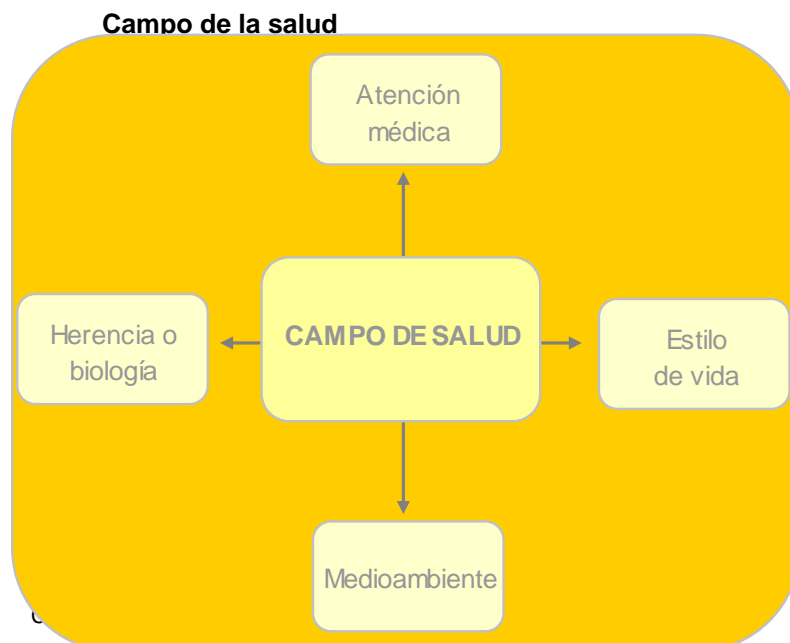 Campo de la salud
Atención
médica
Herencia o
biología
CAMPO DE SALUD
Estilo
de vida
Medioambiente